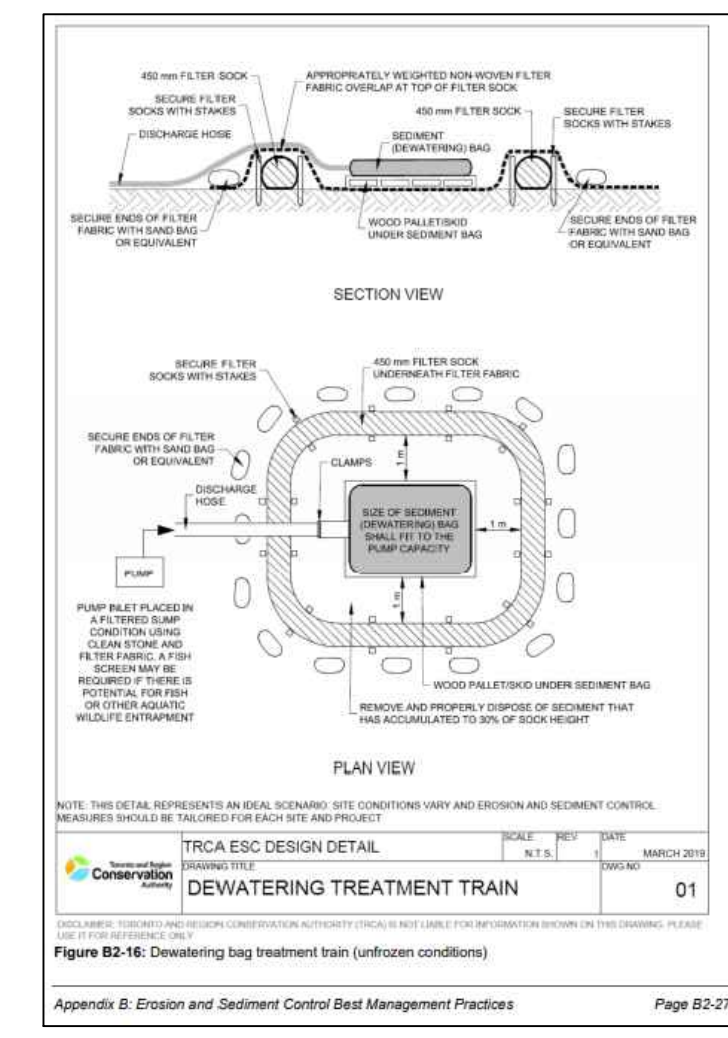 450 mm FILTER SOCK
APPROPRIATELY WEIGHTED NON-WOVEN FILTER
FABRIC OVERLAP AT TOP OF FILTER SOCK
SECURE FILTER
SOCKS WITH STAKES
DISCHARGE HOSE
450 mm FILTER SOCK
SECURE FILTER
SOCKS WITH STAKES
SEDIMENT
(DEWATERING) BAG
SECURE ENDS OF FILTER
FABRIC WITH SAND BAG
OR EQUIVALENT
WOOD PALLET/SKID
UNDER SEDIMENT BAG
SECURE ENDS OF FILTER
FABRIC WITH SAND BAG
OR EQUIVALENT
SECTION VIEW
SECURE FILTER
SOCKS WITH STAKES
450 mm FILTER SOCK
UNDERNEATH FILTER FABRIC
SECURE ENDS OF FILTER
FABRIC WITH SAND BAG
OR EQUIVALENT
CLAMPS
1 m
DISCHARGE
HOSE
SIZE OF SEDIMENT
(DEWATERING) BAG
SHALL FIT TO THE
PUMP CAPACITY
1 m
PUMP
1 m
PUMP INLET PLACED IN
A FILTERED SUMP
CONDITION USING
CLEAN STONE AND
FILTER FABRIC. A FISH
SCREEN MAY BE
REQUIRED IF THERE IS
POTENTIAL FOR FISH
OR OTHER AQUATIC
WILDLIFE ENTRAPMENT
WOOD PALLET/SKID UNDER SEDIMENT BAG
REMOVE AND PROPERLY DISPOSE OF SEDIMENT THAT
HAS ACCUMULATED TO 30% OF SOCK HEIGHT
PLAN VIEW
NOTE: THIS DETAIL REPRESENTS AN IDEAL SCENARIO. SITE CONDITIONS VARY AND EROSION AND SEDIMENT CONTROL
MEASURES SHOULD BE TAILORED FOR EACH SITE AND PROJECT
Toronto and Region
Conservation
Authority
TRCA ESC DESIGN DETAIL
SCALE
N.T.S.
REV
1
DATE
MARCH 2019
DRAWING TITLE
DEWATERING TREATMENT TRAIN
DWG NO
01
DISCLAIMER: TORONTO AND REGION CONSERVATION AUTHORITY (TRCA) IS NOT LIABLE FOR INFORMATION SHOWN ON THIS DRAWING. PLEASE
USE IT FOR REFERENCE ONLY
Figure B2-16: Dewatering bag treatment train (unfrozen conditions)
Appendix B: Erosion and Sediment Control Best Management Practices
Page B2-27